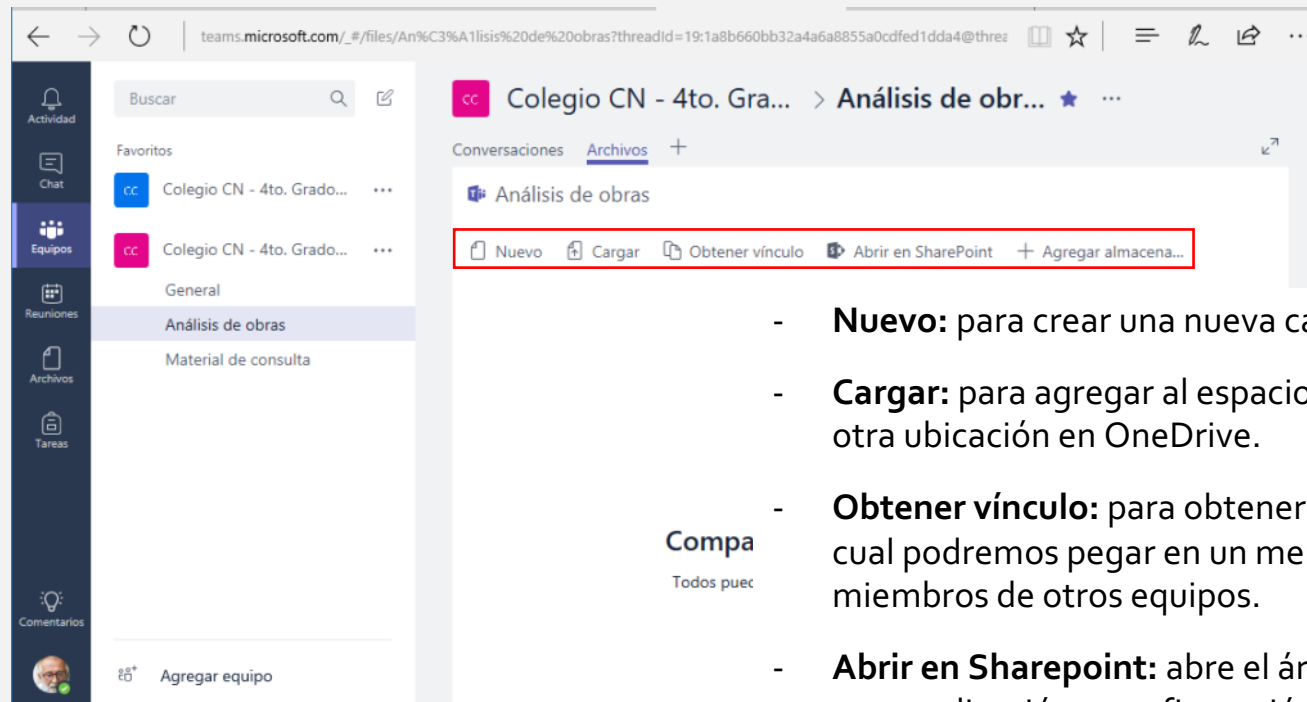 teams.microsoft.com/_#/files/An%C3%A1lisis%20de%20obras?threadId=19:1a8b660bb32a4a6a8855a0cdfed1dda4@threa
Actividad
Chat
Equipos
Reuniones
Archivos
Tareas
Comentarios
Buscar
Favoritos
CC Colegio CN - 4to. Grado... ...
CC Colegio CN - 4to. Grado... ...
General
Análisis de obras
Material de consulta
Agregar equipo
CC Colegio CN - 4to. Gra... > Análisis de obr... ...
Conversaciones Archivos +
Análisis de obras
Nuevo Cargar Obtener vínculo Abrir en SharePoint + Agregar almacena...
Compa
Todos pued
- Nuevo: para crear una nueva ca
- Cargar: para agregar al espacio
otra ubicación en OneDrive.
- Obtener vínculo: para obtener
cual podremos pegar en un me
miembros de otros equipos.
- Abrir en Sharepoint: abre el ár